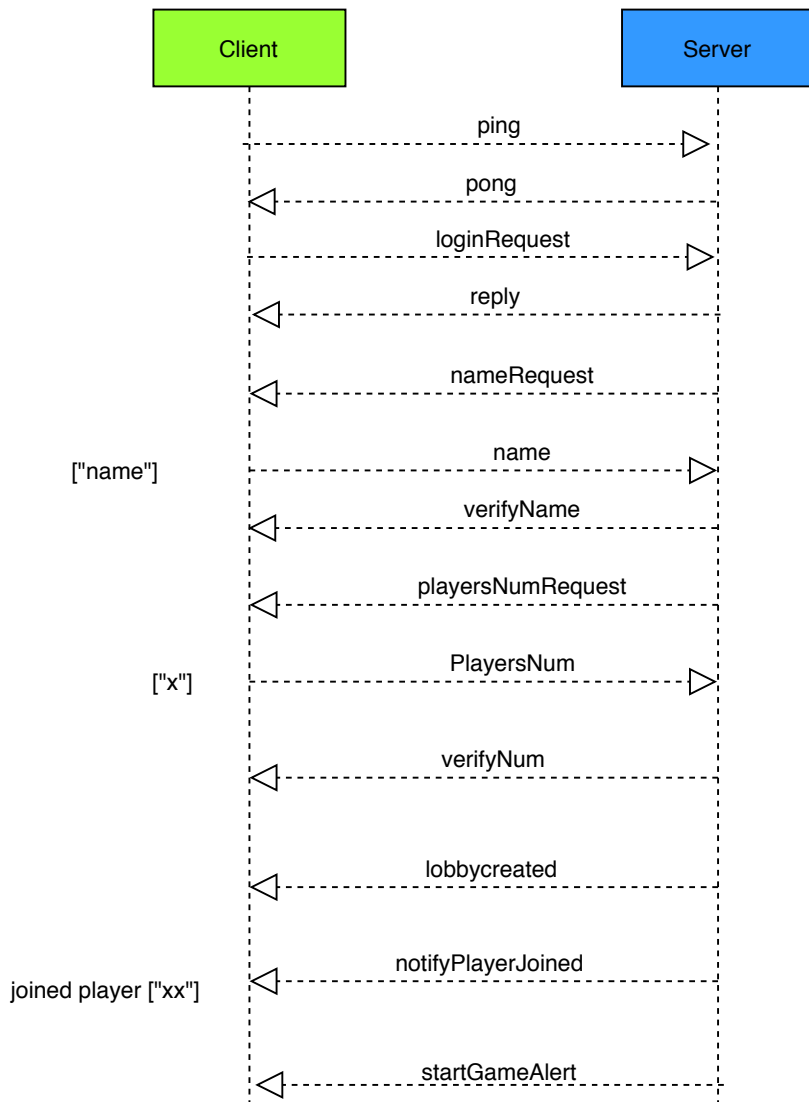 Client
Server
ping
pong
loginRequest
reply
nameRequest
name
["name"]
verifyName
playersNumRequest
PlayersNum
["x"]
verifyNum
lobbycreated
notifyPlayerJoined
joined player ["xx"]
startGameAlert